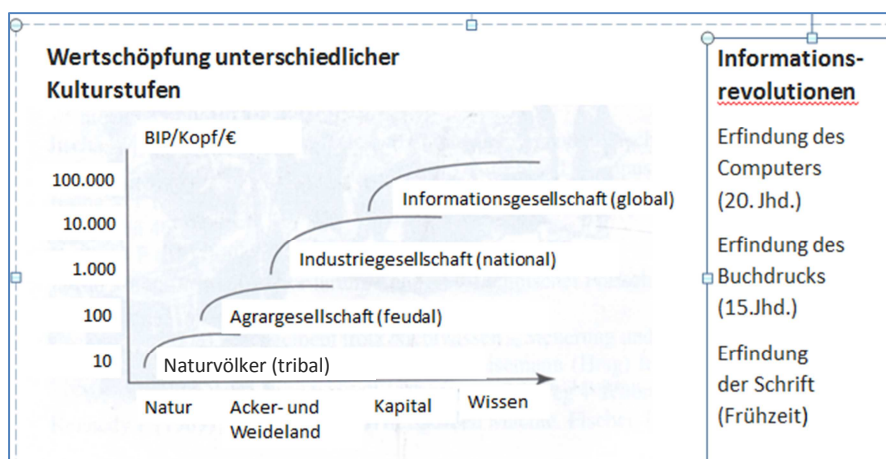 Wertschöpfung unterschiedlicher
Kulturstufen
BIP/Kopf/€
100.000
10.000
1.000
100
10
Informationsgesellschaft (global)
Industriegesellschaft (national)
Agrargesellschaft (feudal)
Naturvölker (tribal)
Natur
Acker- und
Weideland
Kapital
Wissen
Informations-
revolutionen
Erfindung des
Computers
(20. Jhd.)
Erfindung des
Buchdrucks
(15.Jhd.)
Erfindung
der Schrift
(Frühzeit)